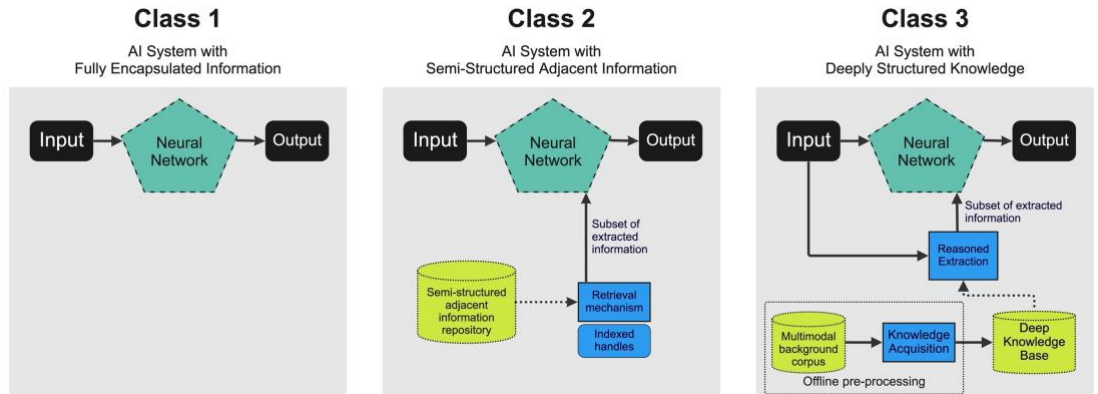 Class 1
AI System with
Fully Encapsulated Information
Input
Neural
Network
Output
Class 2
AI System with
Semi-Structured Adjacent Information
Input
Neural
Network
Output
Subset of
extracted
information
Semi-structured
adjacent
information
repository
Retrieval
mechanism
Indexed
handles
Class 3
AI System with
Deeply Structured Knowledge
Input
Neural
Network
Output
Subset of extracted
information
Reasoned
Extraction
Multimodal
background
corpus
Knowledge
Acquisition
Deep
Knowledge
Base
Offline pre-processing